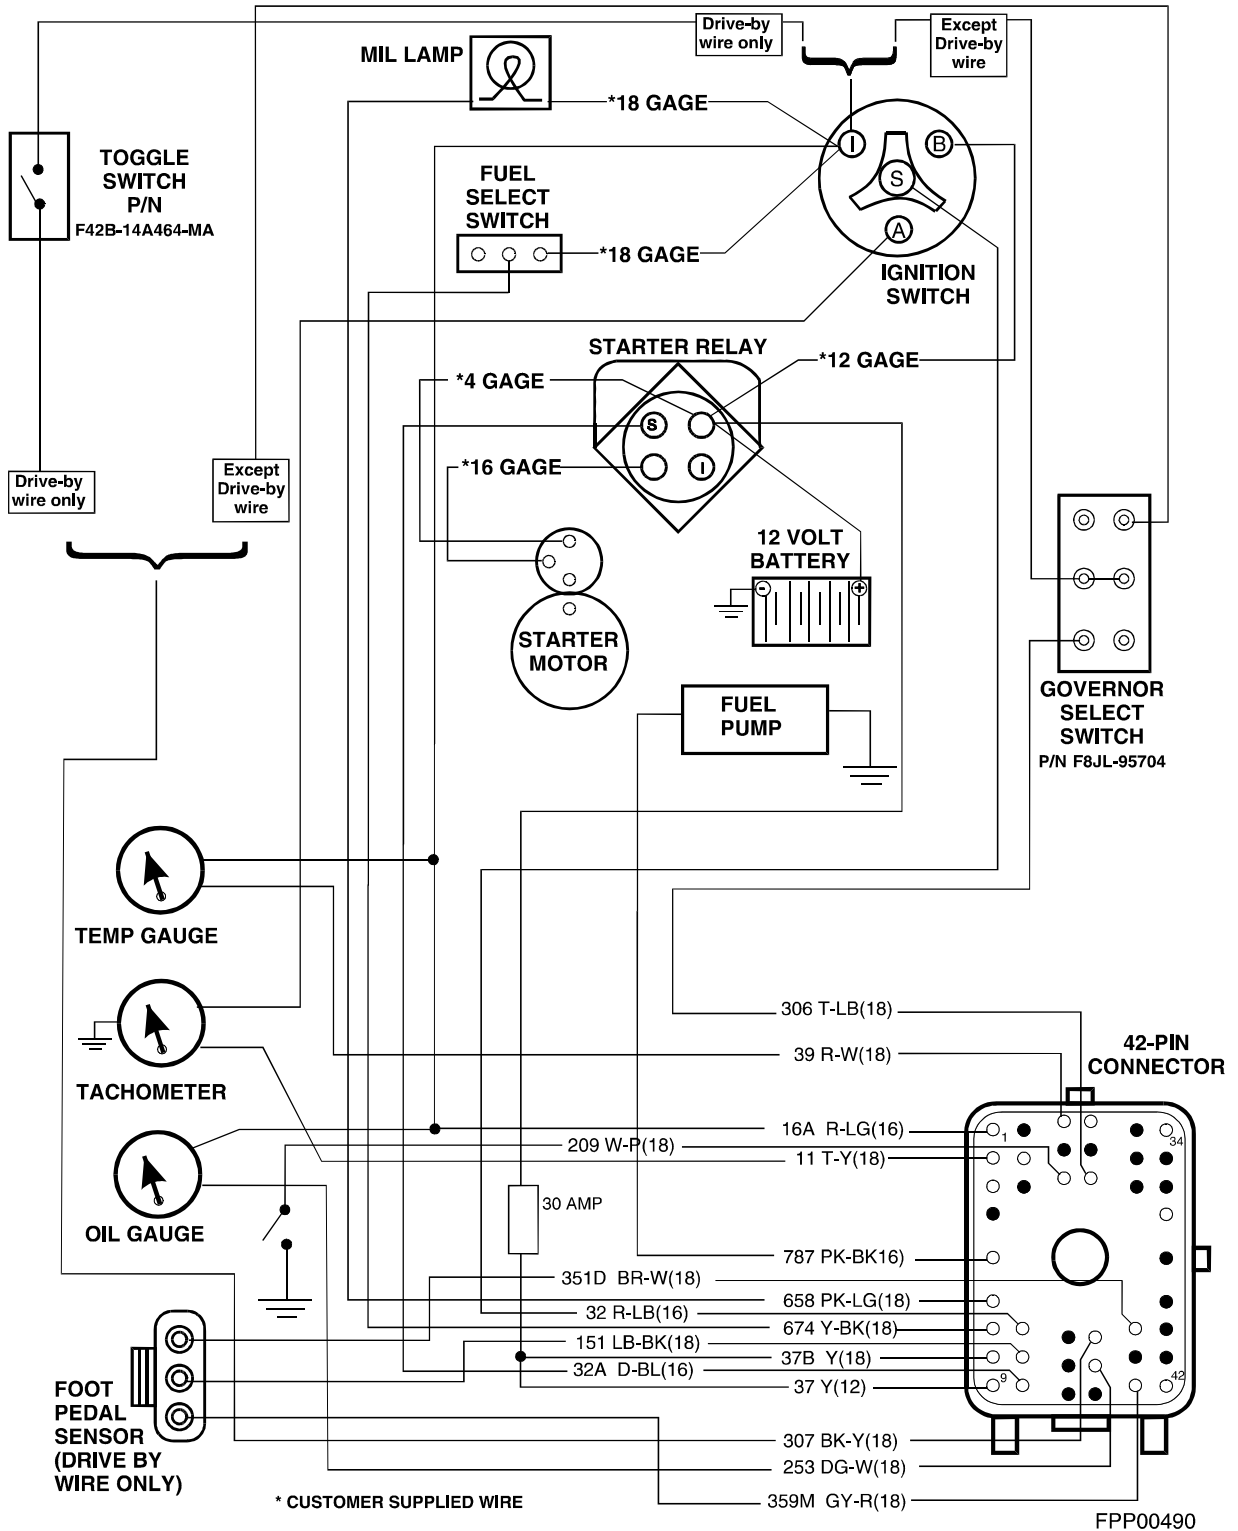 Drive-by
wire only
Except
Drive-by
wire
MIL LAMP
*18 GAGE
I
B
S
A
TOGGLE
SWITCH
P/N
F42B-14A464-MA
FUEL
SELECT
SWITCH
*18 GAGE
IGNITION
SWITCH
STARTER RELAY
*12 GAGE
*4 GAGE
S
*16 GAGE
I
Drive-by
wire only
Except
Drive-by
wire
12 VOLT
BATTERY
- +
STARTER
MOTOR
FUEL
PUMP
GOVERNOR
SELECT
SWITCH
P/N F8JL-95704
TEMP GAUGE
306 T-LB(18)
39 R-W(18)
42-PIN
CONNECTOR
TACHOMETER
16A R-LG(16)
1
34
209 W-P(18)
11 T-Y(18)
30 AMP
OIL GAUGE
787 PK-BK16)
351D BR-W(18)
658 PK-LG(18)
32 R-LB(16)
674 Y-BK(18)
151 LB-BK(18)
37B Y(18)
32A D-BL(16)
37 Y(12)
9
42
FOOT
PEDAL
SENSOR
(DRIVE BY
WIRE ONLY)
307 BK-Y(18)
253 DG-W(18)
359M GY-R(18)
* CUSTOMER SUPPLIED WIRE
FPP00490